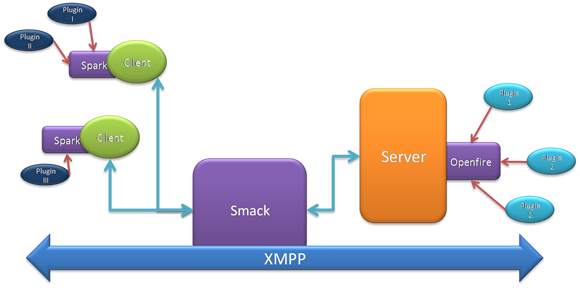 Plugin
I
Plugin
II
Spark
Client
Spark
Client
Plugin
III
Smack
Server
Openfire
Plugin
1
Plugin
2
Plugin
2
XMPP